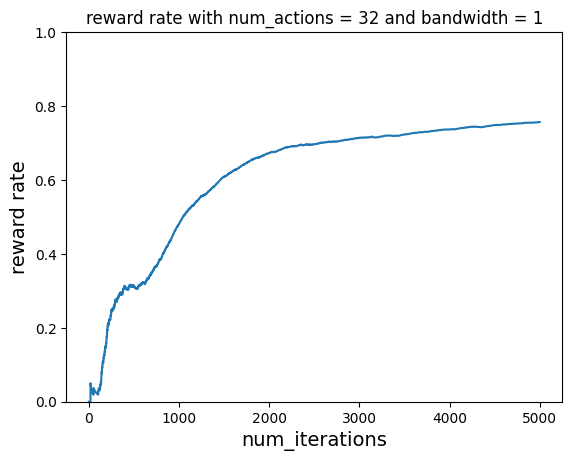 reward rate with num_actions = 32 and bandwidth = 1
1.0
0.8
0.6
0.4
0.2
0.0
reward rate
0 1000 2000 3000 4000 5000
num_iterations